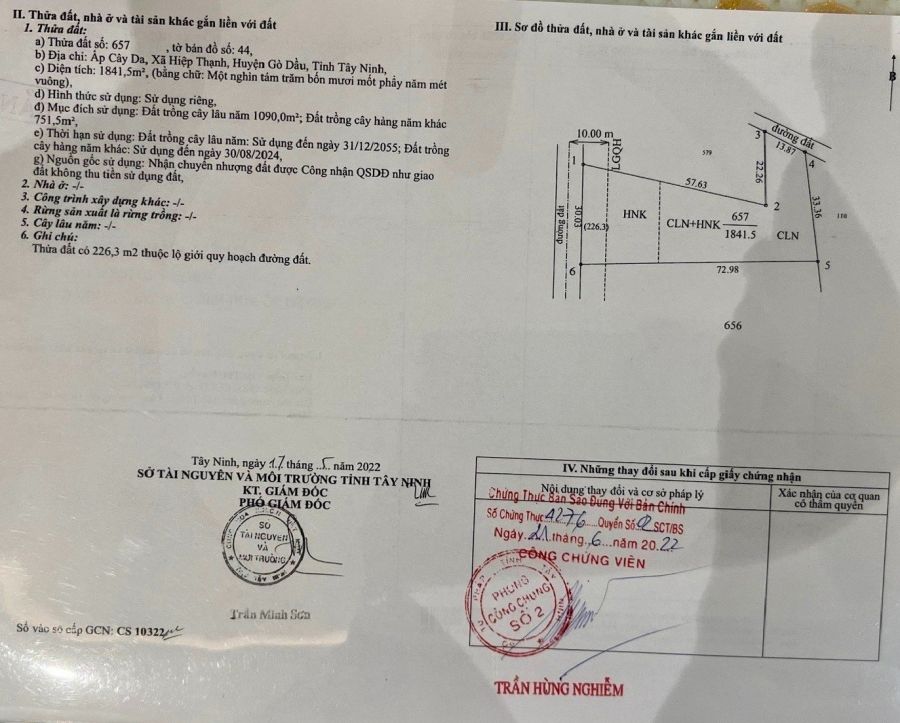 II. Thửa đất, nhà ở và tài sản khác gắn liền với đất
1. Thửa đất:
a) Thửa đất số: 657 , tờ bản đồ số: 44,
b) Địa chỉ: Ấp Cây Da, Xã Hiệp Thạnh, Huyện Gò Dầu, Tỉnh Tây Ninh,
c) Diện tích: 1841,5m², (bằng chữ: Một nghìn tám trăm bốn mươi mốt phẩy năm mét
vuông),
d) Hình thức sử dụng: Sử dụng riêng,
đ) Mục đích sử dụng: Đất trồng cây lâu năm 1090,0m²; Đất trồng cây hàng năm khác
751,5m²,
e) Thời hạn sử dụng: Đất trồng cây lâu năm: Sử dụng đến ngày 31/12/2055; Đất trồng
cây hàng năm khác: Sử dụng đến ngày 30/08/2024,
g) Nguồn gốc sử dụng: Nhận chuyển nhượng đất được Công nhận QSDĐ như giao
đất không thu tiền sử dụng đất,
2. Nhà ở: -/-
3. Công trình xây dựng khác: -/-
4. Rừng sản xuất là rừng trồng: -/-
5. Cây lâu năm: -/-
6. Ghi chú:
Thửa đất có 226,3 m2 thuộc lộ giới quy hoạch đường đất.
III. Sơ đồ thửa đất, nhà ở và tài sản khác gắn liền với đất
B
đường đất
10.00 m
LGQH
579
3
13.87
4
1
57.63
22.26
33.36
118
2
đường đất
30.03
(226.3)
HNK
CLN+HNK
657
1841.5
CLN
6
72.98
5
656
Tây Ninh, ngày 17 tháng 5 năm 2022
SỞ TÀI NGUYÊN VÀ MÔI TRƯỜNG TỈNH TÂY NINH
KT. GIÁM ĐỐC
PHÓ GIÁM ĐỐC
SỞ
TÀI NGUYÊN
VÀ
MÔI TRƯỜNG
Trần Minh Sơn
Số vào sổ cấp GCN: CS 10322
IV. Những thay đổi sau khi cấp giấy chứng nhận
Nội dung thay đổi và cơ sở pháp lý
Xác nhận của cơ quan
có thẩm quyền
Chứng Thực Bản Sao Đúng Với Bản Chính
Số Chứng Thực 4276 Quyển Số: 02 SCT/BS
Ngày 21 tháng 6 năm 2022
CÔNG CHỨNG VIÊN
PHÒNG
CÔNG CHỨNG
SỐ 2
TRẦN HÙNG NGHIỄM